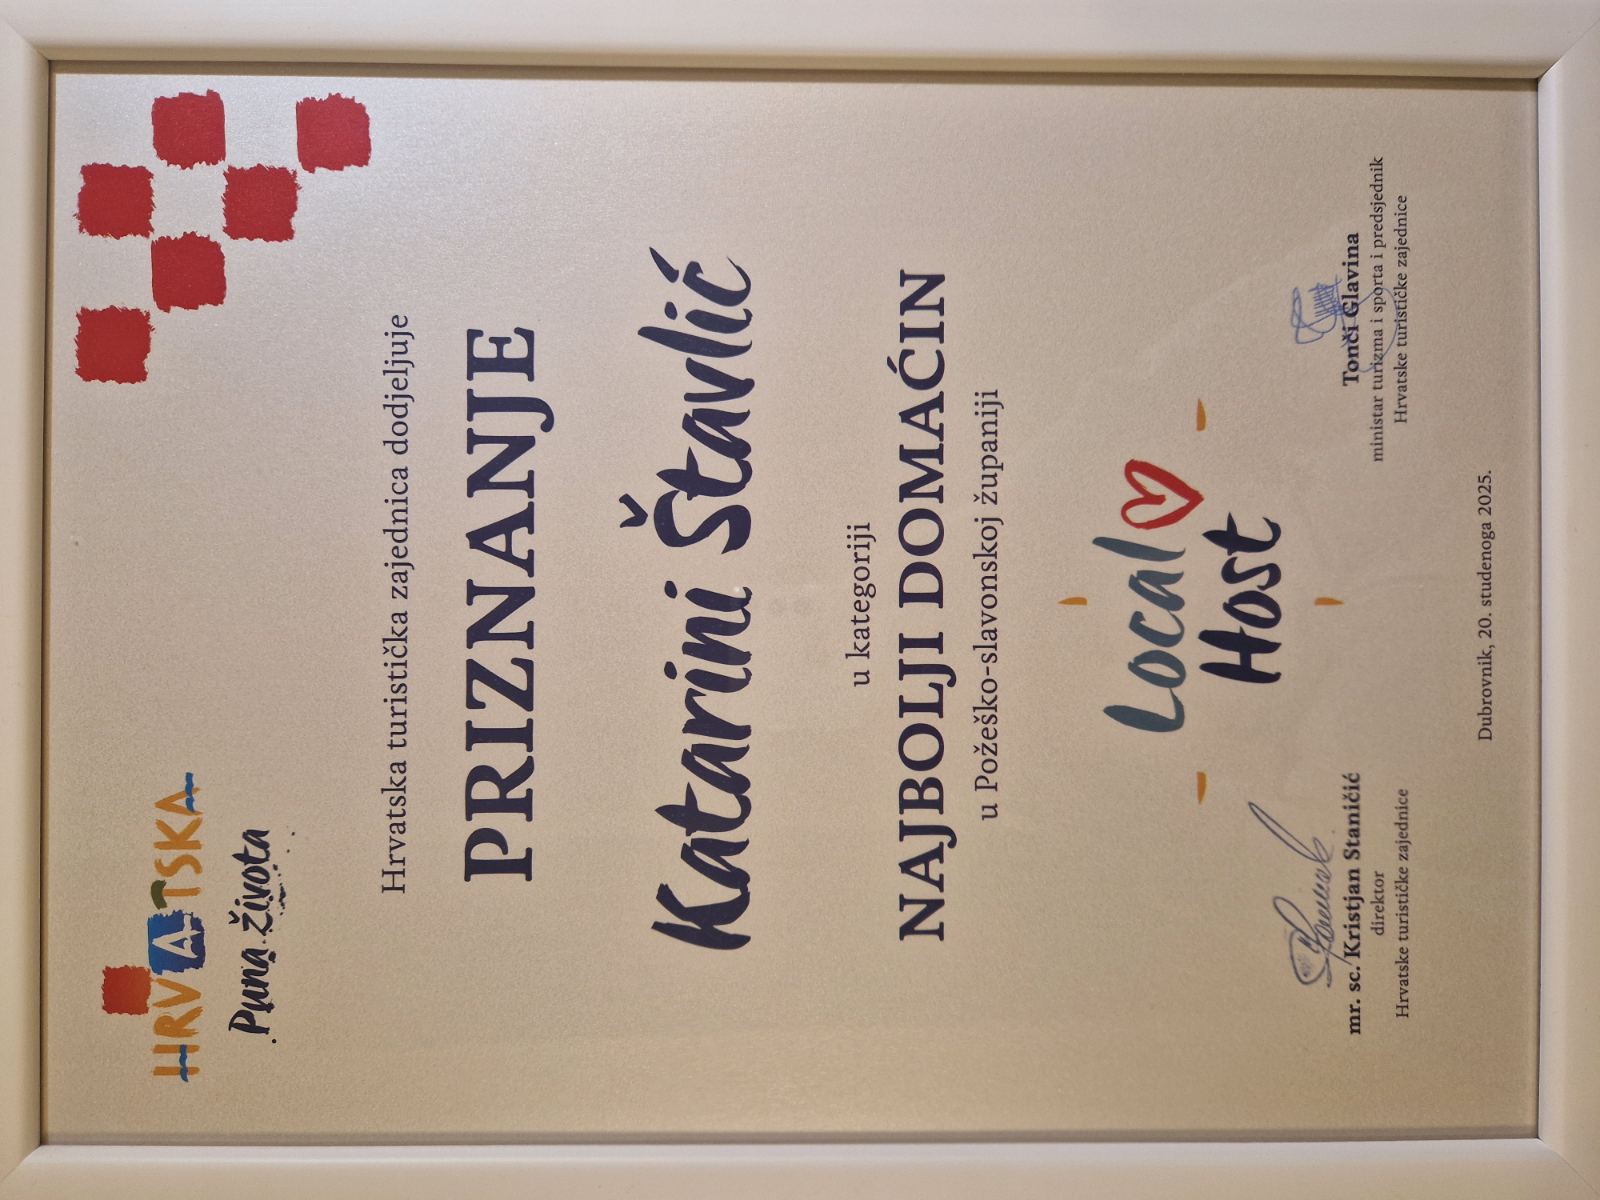 HRVATSKA
Puna života
Hrvatska turistička zajednica dodjeljuje
PRIZNANJE
Katarini Štavlić
u kategoriji
NAJBOLJI DOMAĆIN
u Požeško-slavonskoj županiji
Local
Host
mr. sc. Kristjan Staničić
direktor
Hrvatske turističke zajednice
Tonči Glavina
ministar turizma i sporta i predsjednik
Hrvatske turističke zajednice
Dubrovnik, 20. studenoga 2025.